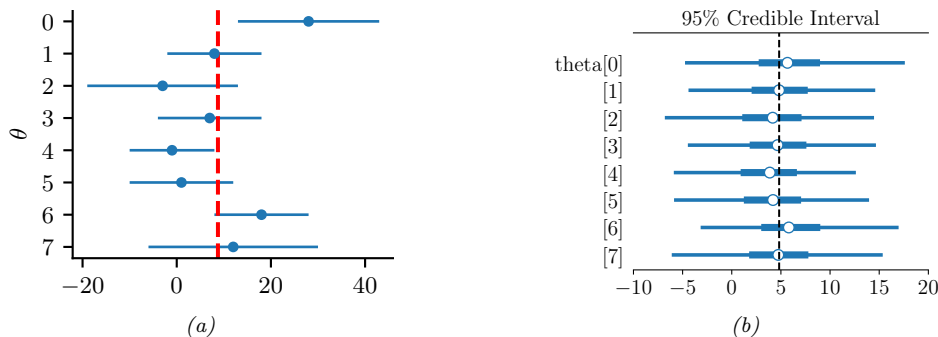 θ
0
1
2
3
4
5
6
7
−20 0 20 40
(a)
95% Credible Interval
theta[0]
[1]
[2]
[3]
[4]
[5]
[6]
[7]
−10 −5 0 5 10 15 20
(b)